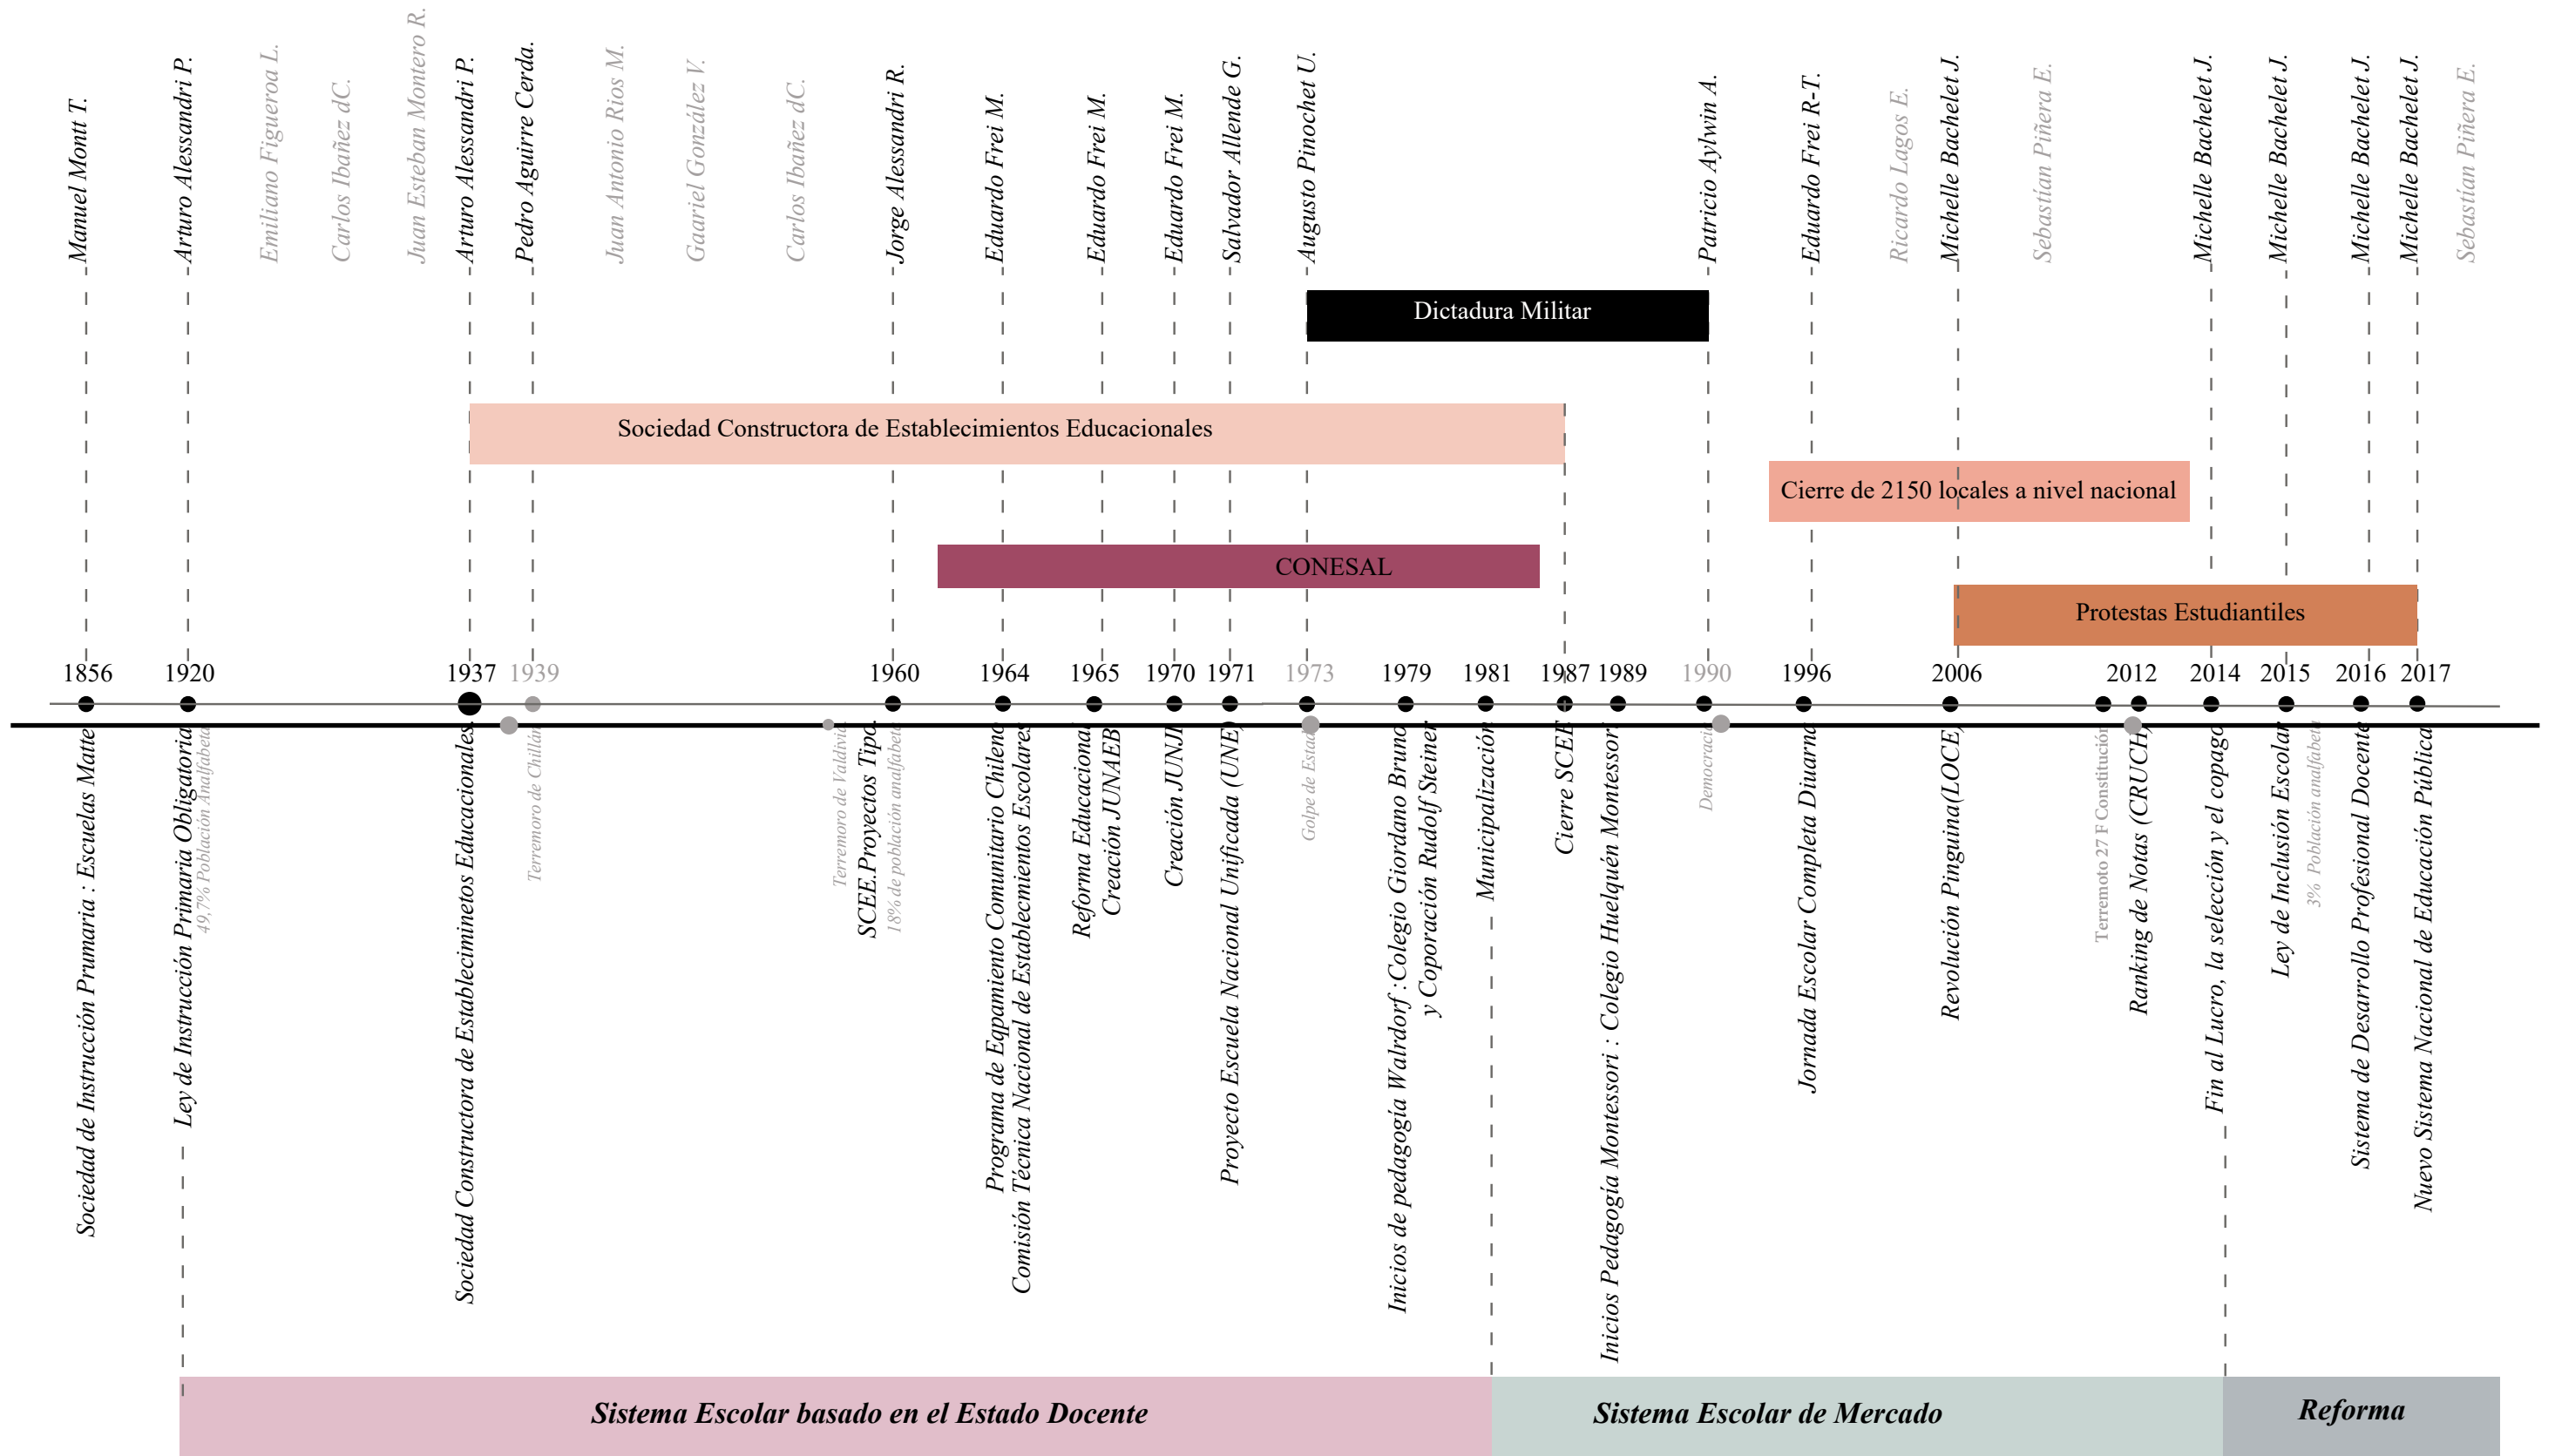 Manuel Montt T.
Arturo Alessandri P.
Emiliano Figueroa L.
Carlos Ibañez dC.
Juan Esteban Montero R.
Arturo Alessandri P.
Pedro Aguirre Cerda.
Juan Antonio Rios M.
Gaariel González V.
Carlos Ibañez dC.
Jorge Alessandri R.
Eduardo Frei M.
Eduardo Frei M.
Eduardo Frei M.
Salvador Allende G.
Augusto Pinochet U.
Patricio Aylwin A.
Eduardo Frei R-T.
Ricardo Lagos E.
Michelle Bachelet J.
Sebastían Piñera E.
Michelle Bachelet J.
Michelle Bachelet J.
Michelle Bachelet J.
Michelle Bachelet J.
Sebastían Piñera E.
Dictadura Militar
Sociedad Constructora de Establecimientos Educacionales
Cierre de 2150 locales a nivel nacional
CONESAL
Protestas Estudiantiles
1856
1920
1937
1939
1960
1964
1965
1970
1971
1973
1979
1981
1987
1989
1990
1996
2006
2012
2014
2015
2016
2017
Sociedad de Instrucción Prumaria : Escuelas Matte
Ley de Instrucción Primaria Obligatoria
49,7% Población Analfabeta
Sociedad Constructora de Estableciminetos Educacionales.
Terremoro de Chillán
Terremoro de Valdivia
SCEE.Proyectos Tipo.
18% de población analfabeta
Programa de Eqpamiento Comunitario Chileno
Comisión Técnica Nacional de Establecmientos Escolares
Reforma Educacional
Creación JUNAEB
Creación JUNJI
Proyecto Escuela Nacional Unificada (UNE)
Golpe de Estado
Inicios de pedagogía Walrdorf :Colegio Giordano Bruno
y Coporación Rudolf Steiner
Municipalización
Cierre SCEE
Inicios Pedagogía Montessori : Colegio Huelquén Montessori
Democracia
Jornada Escolar Completa Diuarna
Revolución Pinguina(LOCE)
Terremoto 27 F Constitución
Ranking de Notas (CRUCH)
Fin al Lucro, la selección y el copago
Ley de Inclusión Escolar
3% Población analfabeta
Sistema de Desarrollo Profesional Docente
Nuevo Sistema Nacional de Educación Pública
Sistema Escolar basado en el Estado Docente
Sistema Escolar de Mercado
Reforma